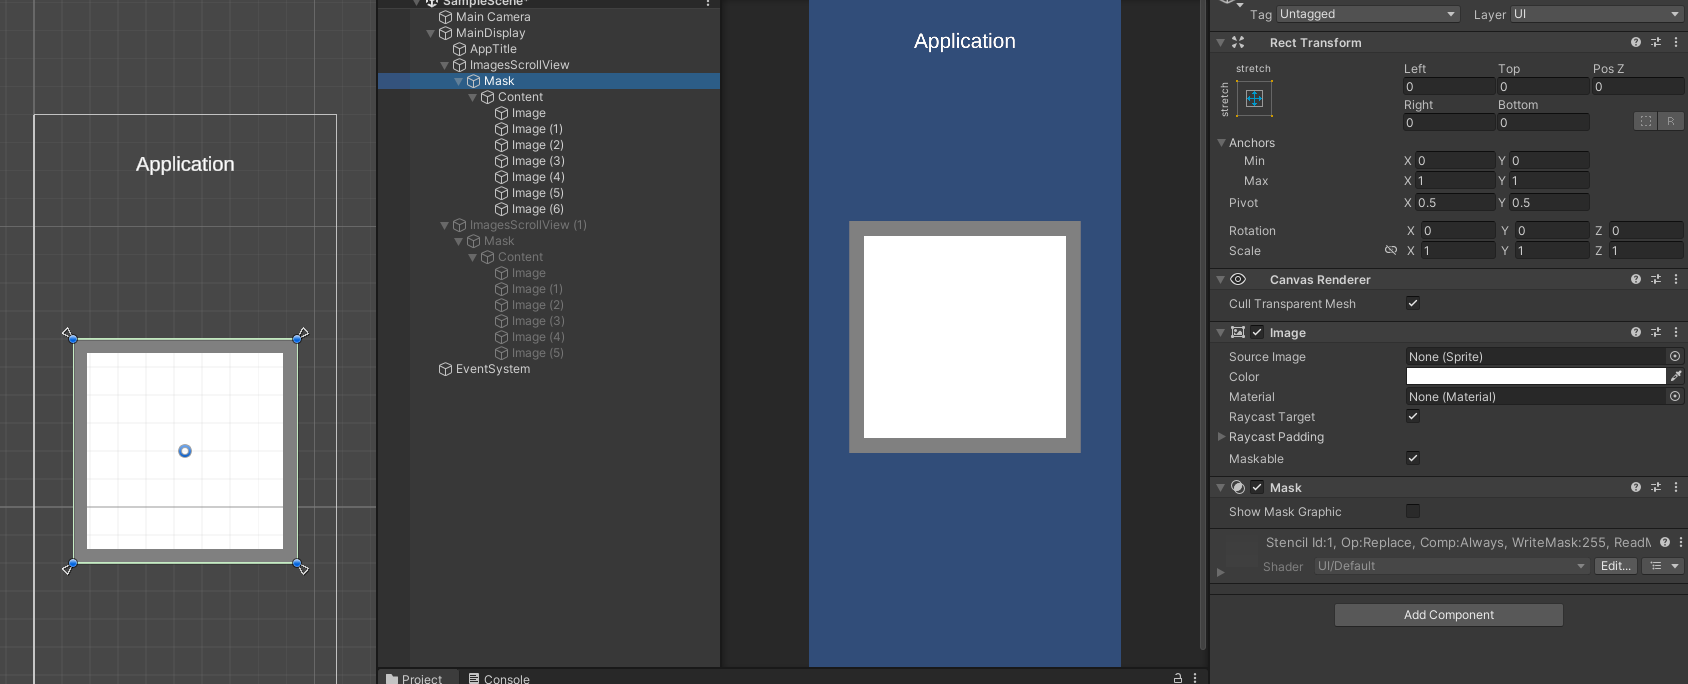 Application
SampleScene*
Main Camera
MainDisplay
AppTitle
ImagesScrollView
Mask
Content
Image
Image (1)
Image (2)
Image (3)
Image (4)
Image (5)
Image (6)
ImagesScrollView (1)
Mask
Content
Image
Image (1)
Image (2)
Image (3)
Image (4)
Image (5)
EventSystem
Project
Console
Application
Tag Untagged Layer UI
Rect Transform
stretch
stretch
Left Top Pos Z
0 0 0
Right Bottom
0 0
R
Anchors
Min X 0 Y 0
Max X 1 Y 1
Pivot X 0.5 Y 0.5
Rotation X 0 Y 0 Z 0
Scale X 1 Y 1 Z 1
Canvas Renderer
Cull Transparent Mesh
Image
Source Image None (Sprite)
Color
Material None (Material)
Raycast Target
Raycast Padding
Maskable
Mask
Show Mask Graphic
Stencil Id:1, Op:Replace, Comp:Always, WriteMask:255, ReadM
Shader UI/Default Edit...
Add Component